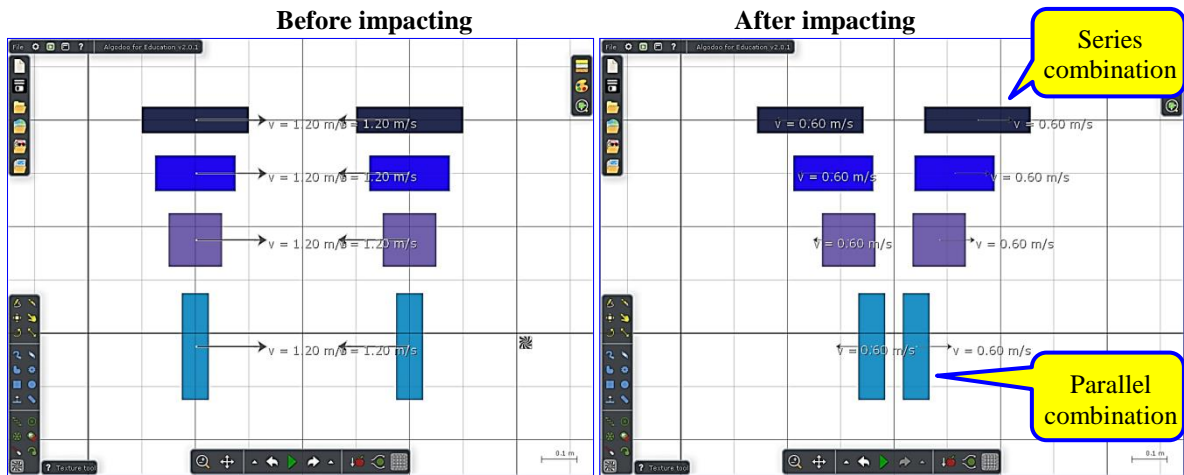 Before impacting
After impacting
File ? Algodoo for Education v2.0.1
v = 1.20 m/s = 1.20 m/s
v = 1.20 m/s = 1.20 m/s
v = 1.20 m/s = 1.20 m/s
v = 1.20 m/s = 1.20 m/s
? Texture tool
0.1 m
File ? Algodoo for Education v2.0.1
Series
combination
v = 0.60 m/s v = 0.60 m/s
v = 0.60 m/s v = 0.60 m/s
v = 0.60 m/s v = 0.60 m/s
v = 0.60 m/s v = 0.60 m/s
Parallel
combination
? Texture tool
0.1 m